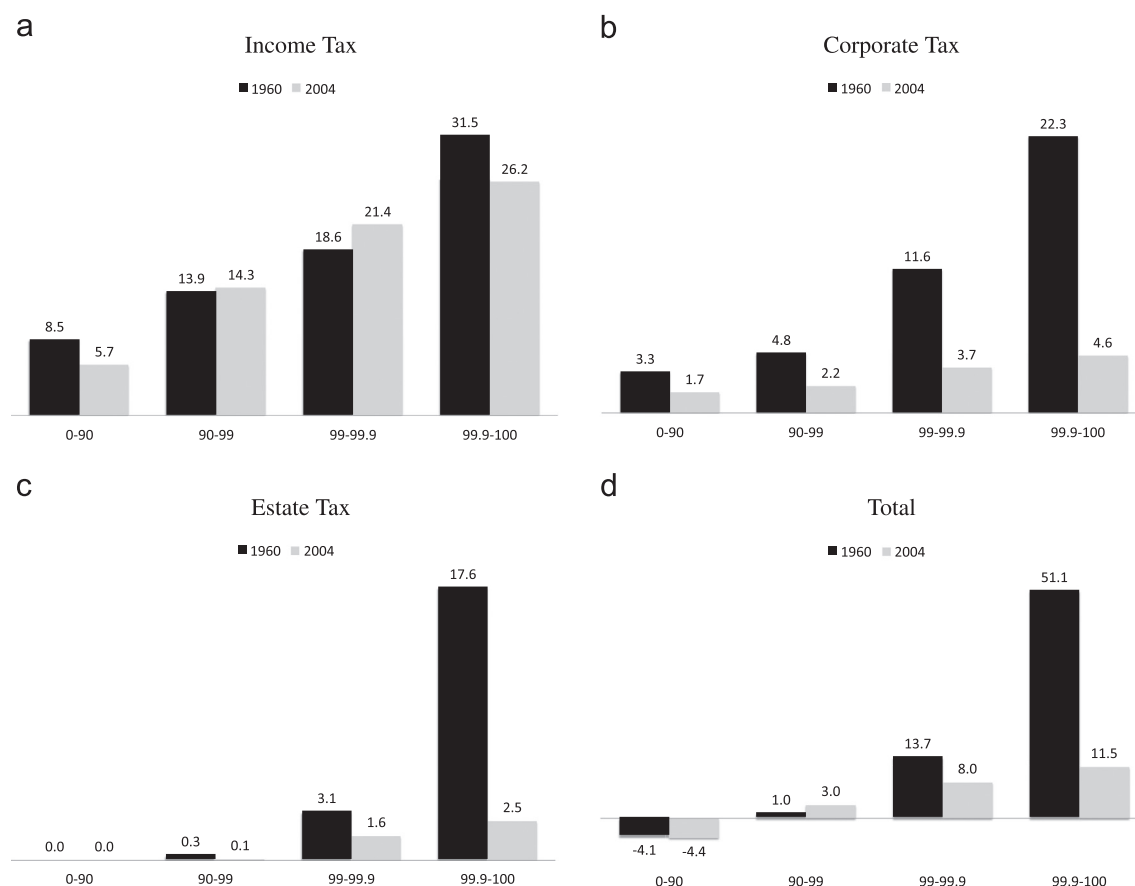 a
Income Tax
1960 2004
31.5
26.2
21.4
18.6
13.9 14.3
8.5
5.7
0-90 90-99 99-99.9 99.9-100
b
Corporate Tax
1960 2004
22.3
11.6
4.8
4.6
3.7
3.3
2.2
1.7
0-90 90-99 99-99.9 99.9-100
c
Estate Tax
1960 2004
17.6
3.1
2.5
1.6
0.0 0.0 0.3 0.1
0-90 90-99 99-99.9 99.9-100
d
Total
1960 2004
51.1
13.7
11.5
8.0
1.0 3.0
-4.1 -4.4
0-90 90-99 99-99.9 99.9-100